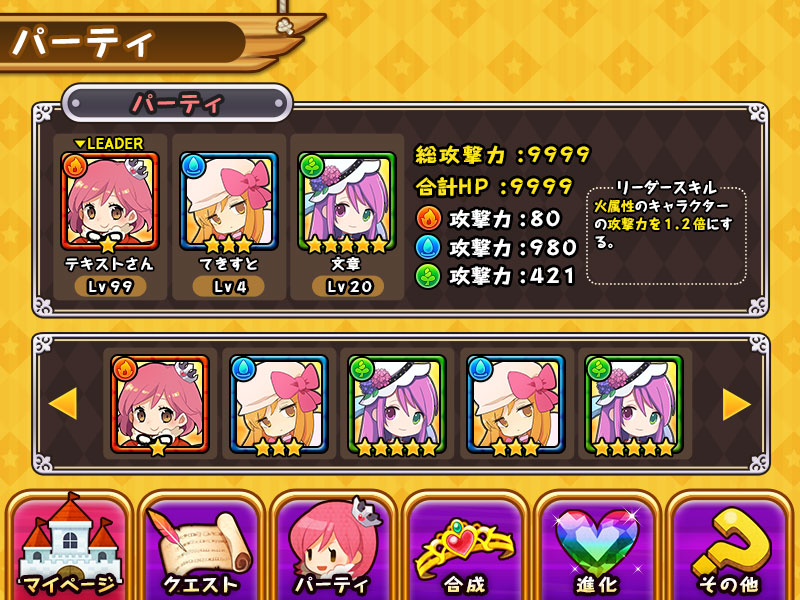 パーティ
パーティ
▼LEADER
テキストさん
Lv99
てきすと
Lv4
文章
Lv20
総攻撃力:9999
合計HP:9999
攻撃力:80
攻撃力:980
攻撃力:421
リーダースキル
火属性のキャラクター
の攻撃力を1.2倍にす
る。
マイページ
クエスト
パーティ
合成
進化
その他